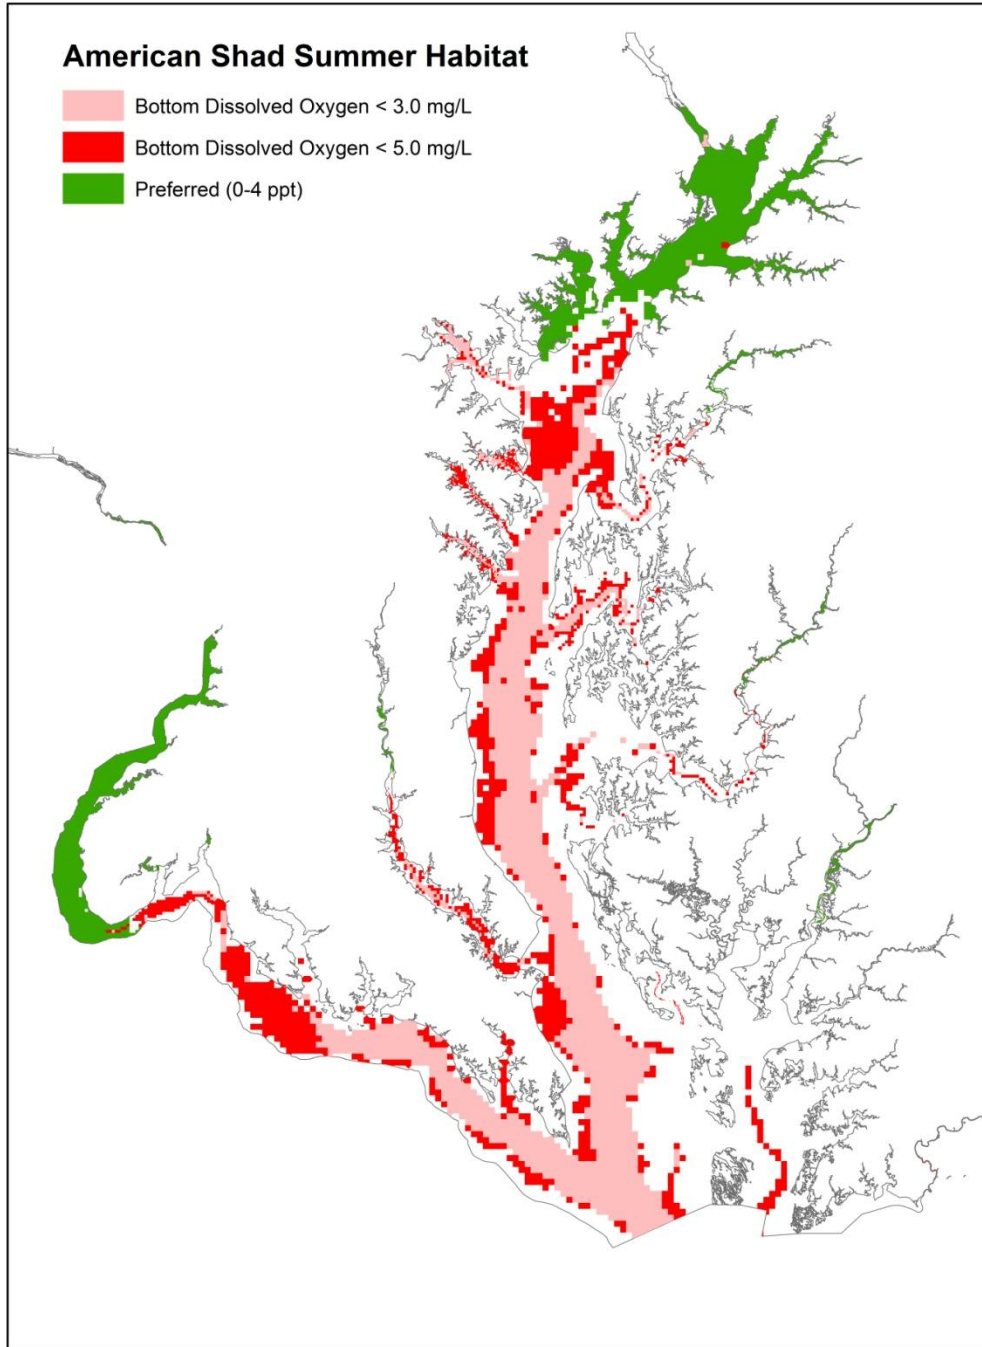 American Shad Summer Habitat
Bottom Dissolved Oxygen < 3.0 mg/L
Bottom Dissolved Oxygen < 5.0 mg/L
Preferred (0-4 ppt)